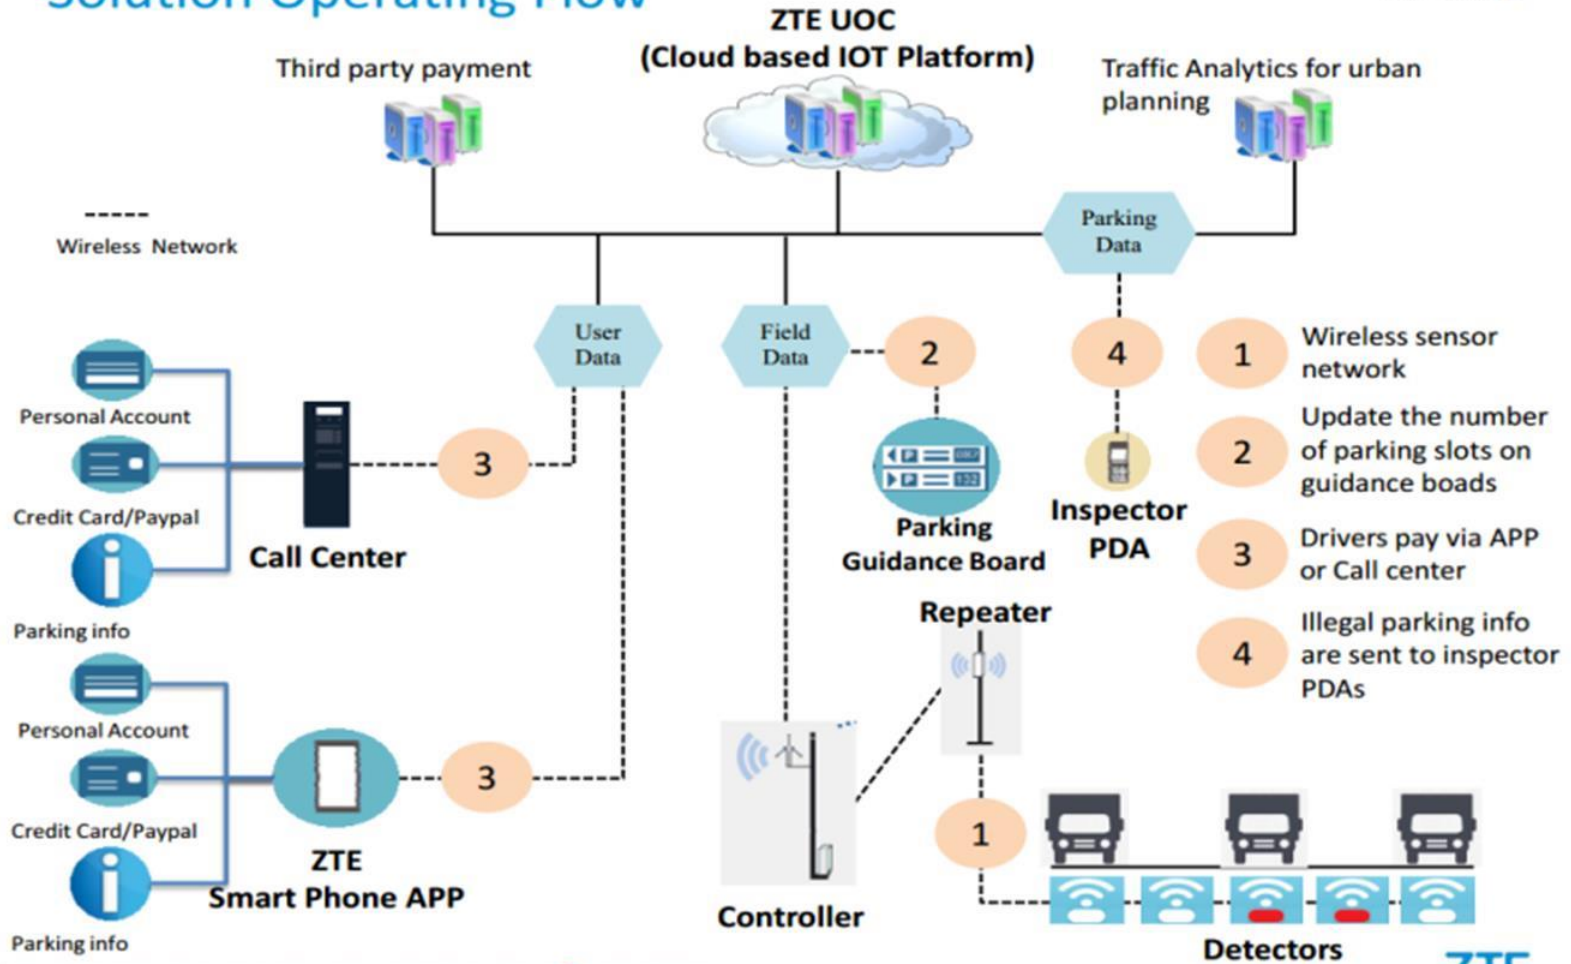 Solution Operating Flow
ZTE UOC
(Cloud based IOT Platform)
Third party payment
Traffic Analytics for urban
planning
Parking
Data
Wireless Network
User
Data
Field
Data
2
4
1
Wireless sensor
network
Personal Account
3
Credit Card/Paypal
Call Center
Parking info
Parking
Guidance Board
Inspector
PDA
2
Update the number
of parking slots on
guidance boads
3
Drivers pay via APP
or Call center
Repeater
4
Illegal parking info
are sent to inspector
PDAs
Personal Account
3
Credit Card/Paypal
ZTE
Smart Phone APP
Parking info
1
Controller
Detectors
ZTE